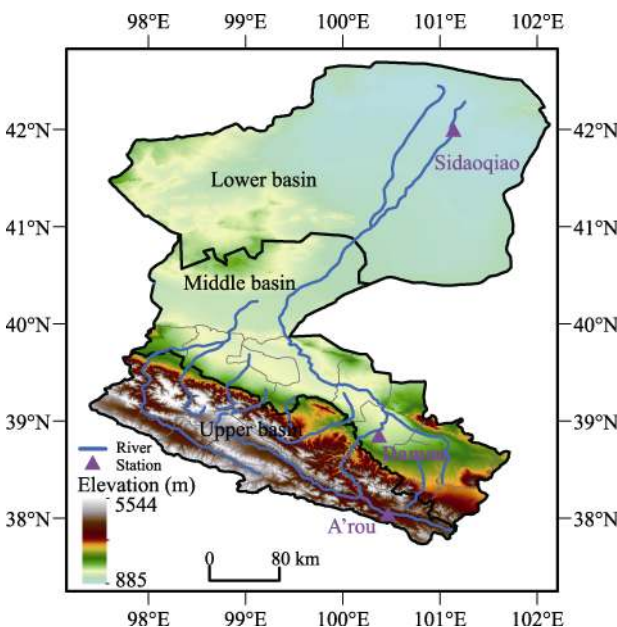 98°E 99°E 100°E 101°E 102°E
42°N 42°N
Sidaoqiao
Lower basin
41°N 41°N
Middle basin
40°N 40°N
39°N 39°N
Upper basin
River
Station
Elevation (m)
5544
38°N 38°N
A'rou
0 80 km
885
98°E 99°E 100°E 101°E 102°E